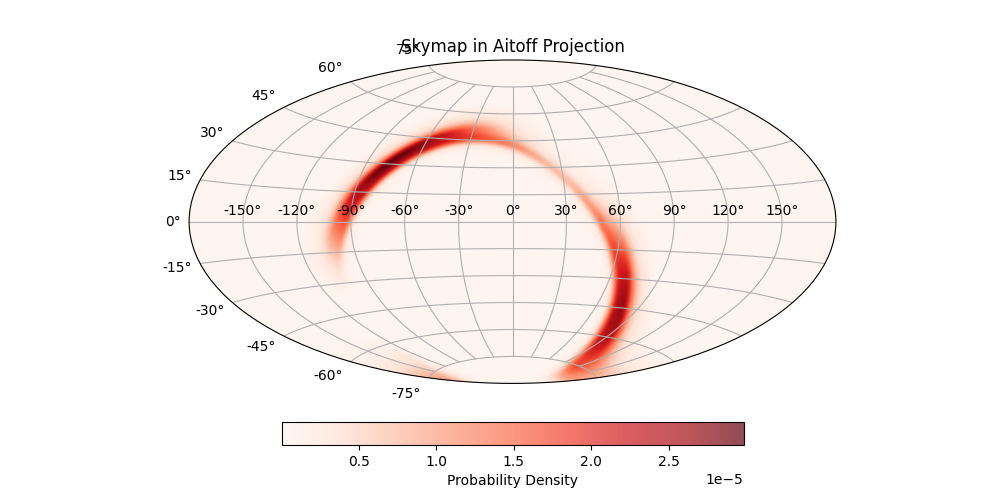 75°
Skymap in Aitoff Projection
60°
45°
30°
15°
0°
-150° -120° -90° -60° -30° 0° 30° 60° 90° 120° 150°
-15°
-30°
-45°
-60°
-75°
0.5 1.0 1.5 2.0 2.5
1e−5
Probability Density